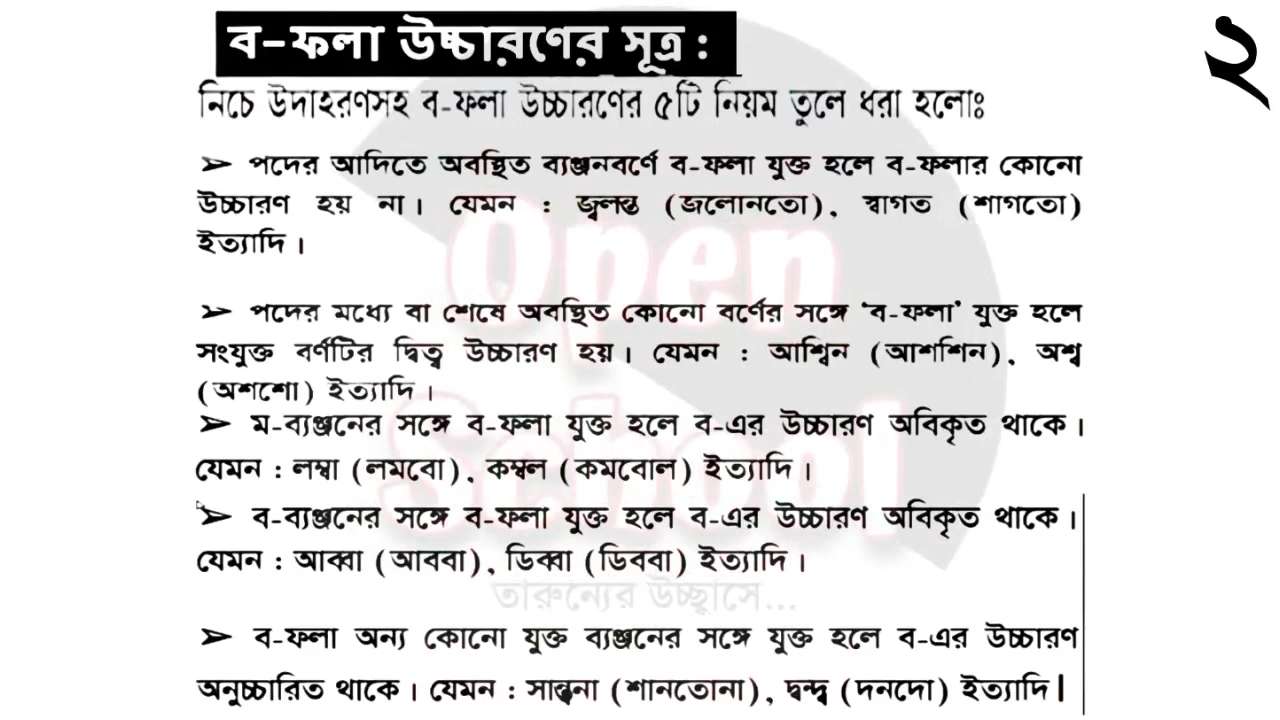 ব-ফলা উচ্চারণের সূত্র :
২
নিচে উদাহরণসহ ব-ফলা উচ্চারণের ৫টি নিয়ম তুলে ধরা হলোঃ
➢ পদের আদিতে অবস্থিত ব্যঞ্জনবর্ণে ব-ফলা যুক্ত হলে ব-ফলার কোনো
উচ্চারণ হয় না। যেমন : জ্বলন্ত (জলোনতো), স্বাগত (শাগতো)
ইত্যাদি।
➢ পদের মধ্যে বা শেষে অবস্থিত কোনো বর্ণের সঙ্গে 'ব-ফলা' যুক্ত হলে
সংযুক্ত বর্ণটির দ্বিত্ব উচ্চারণ হয়। যেমন : আশ্বিন (আশশিন), অশ্ব
(অশশো) ইত্যাদি।
➢ ম-ব্যঞ্জনের সঙ্গে ব-ফলা যুক্ত হলে ব-এর উচ্চারণ অবিকৃত থাকে।
যেমন : লম্বা (লমবো), কম্বল (কমবোল) ইত্যাদি।
➢ ব-ব্যঞ্জনের সঙ্গে ব-ফলা যুক্ত হলে ব-এর উচ্চারণ অবিকৃত থাকে।
যেমন : আব্বা (আববা), ডিব্বা (ডিববা) ইত্যাদি।
➢ ব-ফলা অন্য কোনো যুক্ত ব্যঞ্জনের সঙ্গে যুক্ত হলে ব-এর উচ্চারণ
অনুচ্চারিত থাকে। যেমন : সান্ত্বনা (শানতোনা), দ্বন্দ্ব (দনদো) ইত্যাদি।
Open
School
তারুন্যের উচ্ছ্বাসে...